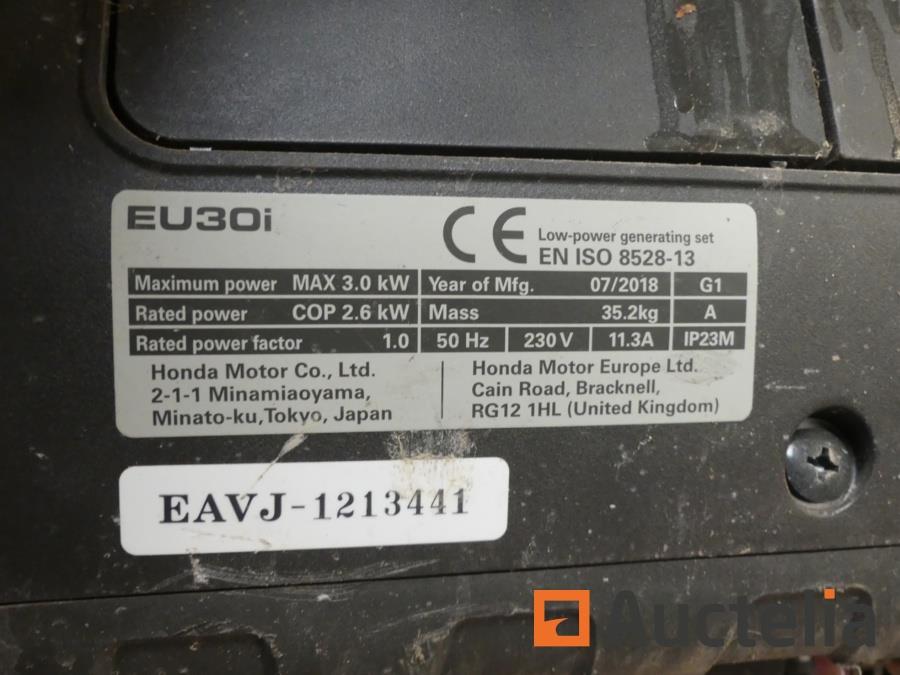 EU30i
CE
Low-power generating set
EN ISO 8528-13
Maximum power MAX 3.0 kW Year of Mfg. 07/2018 G1
Rated power COP 2.6 kW Mass 35.2kg A
Rated power factor 1.0 50 Hz 230 V 11.3A IP23M
Honda Motor Co., Ltd.
2-1-1 Minamiaoyama,
Minato-ku,Tokyo, Japan
Honda Motor Europe Ltd.
Cain Road, Bracknell,
RG12 1HL (United Kingdom)
EAVJ-1213441
Auctelia